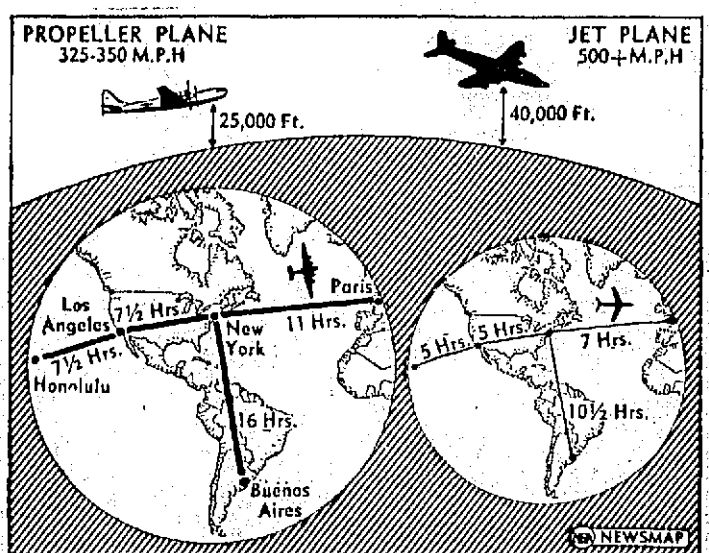 PROPELLER PLANE
325-350 M.P.H
JET PLANE
500+M.P.H
25,000 Ft.
40,000 Ft.
Los
Angeles
7½ Hrs.
7½ Hrs.
Honolulu
New
York
Paris
11 Hrs.
16 Hrs.
Buenos
Aires
5 Hrs.
5 Hrs.
7 Hrs.
10½ Hrs.
NEA NEWSMAP